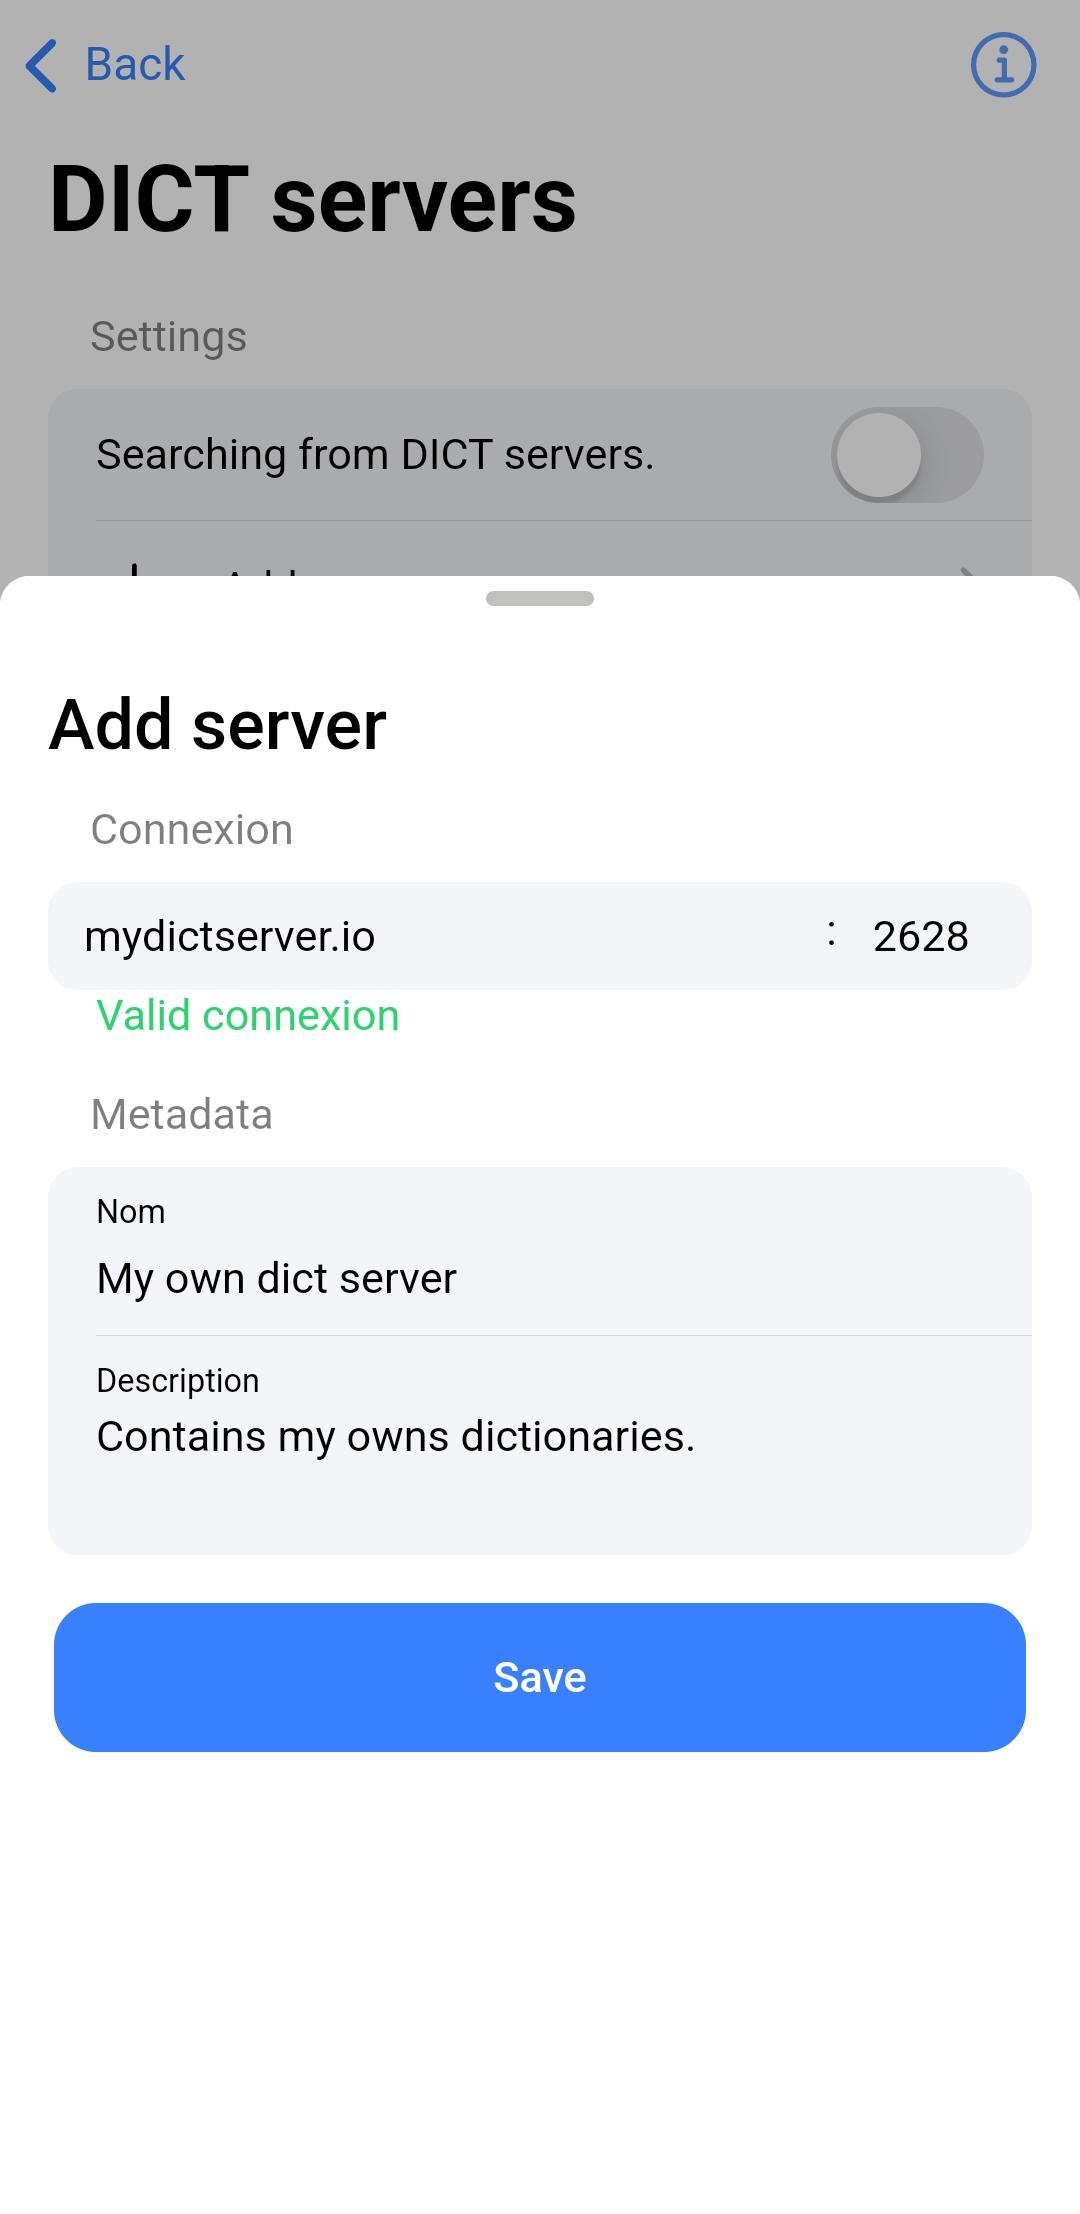 Back
DICT servers
Settings
Searching from DICT servers.
Add server
Connexion
mydictserver.io : 2628
Valid connexion
Metadata
Nom
My own dict server
Description
Contains my owns dictionaries.
Save